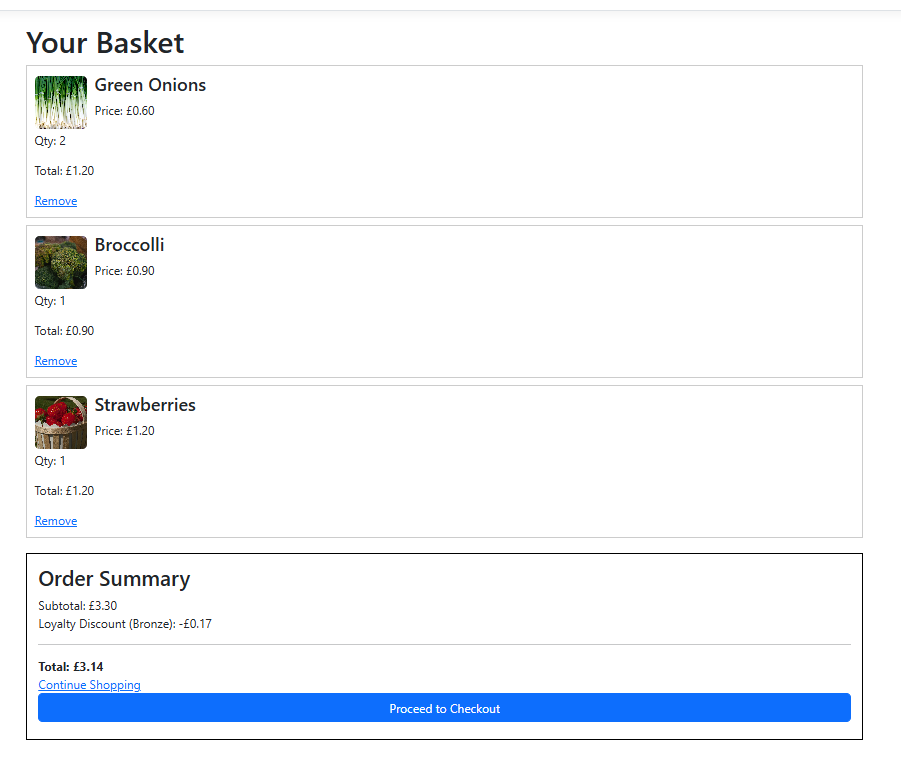 Your Basket
Green Onions
Price: £0.60
Qty: 2
Total: £1.20
Remove
Broccolli
Price: £0.90
Qty: 1
Total: £0.90
Remove
Strawberries
Price: £1.20
Qty: 1
Total: £1.20
Remove
Order Summary
Subtotal: £3.30
Loyalty Discount (Bronze): -£0.17
Total: £3.14
Continue Shopping
Proceed to Checkout